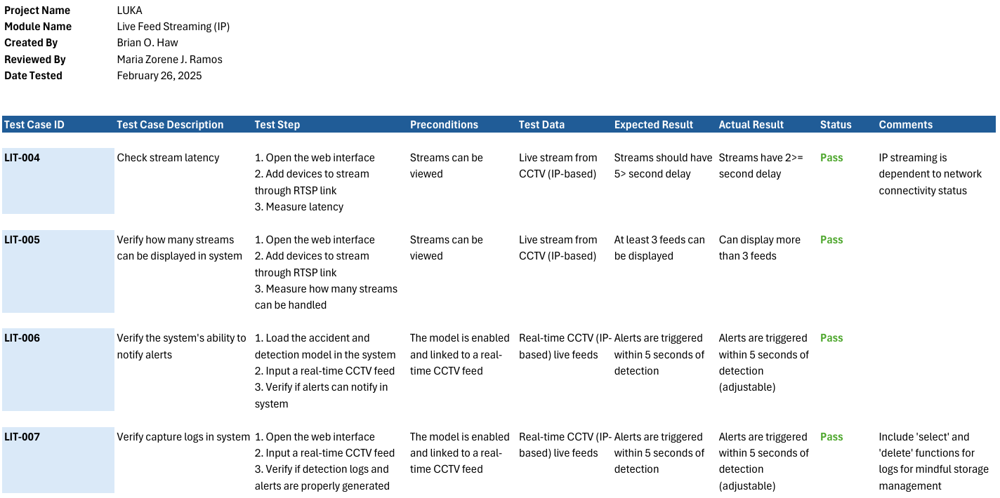 Project Name LUKA
Module Name Live Feed Streaming (IP)
Created By Brian O. Haw
Reviewed By Maria Zorene J. Ramos
Date Tested February 26, 2025
Test Case ID Test Case Description Test Step Preconditions Test Data Expected Result Actual Result Status Comments
LIT-004 Check stream latency 1. Open the web interface Streams can be Live stream from Streams should have Streams have 2>= Pass IP streaming is
2. Add devices to stream viewed CCTV (IP-based) 5> second delay second delay dependent to network
through RTSP link connectivity status
3. Measure latency
LIT-005 Verify how many streams 1. Open the web interface Streams can be Live stream from At least 3 feeds can Can display more Pass
can be displayed in system 2. Add devices to stream viewed CCTV (IP-based) be displayed than 3 feeds
through RTSP link
3. Measure how many streams
can be handled
LIT-006 Verify the system's ability to 1. Load the accident and The model is enabled Real-time CCTV (IP- Alerts are triggered Alerts are triggered Pass
notify alerts detection model in the system and linked to a real- based) live feeds within 5 seconds of within 5 seconds of
2. Input a real-time CCTV feed time CCTV feed detection detection
3. Verify if alerts can notify in (adjustable)
system
LIT-007 Verify capture logs in system 1. Open the web interface The model is enabled Real-time CCTV (IP- Alerts are triggered Alerts are triggered Pass Include 'select' and
2. Input a real-time CCTV feed and linked to a real- based) live feeds within 5 seconds of within 5 seconds of 'delete' functions for
3. Verify if detection logs and time CCTV feed detection detection logs for mindful storage
alerts are properly generated (adjustable) management